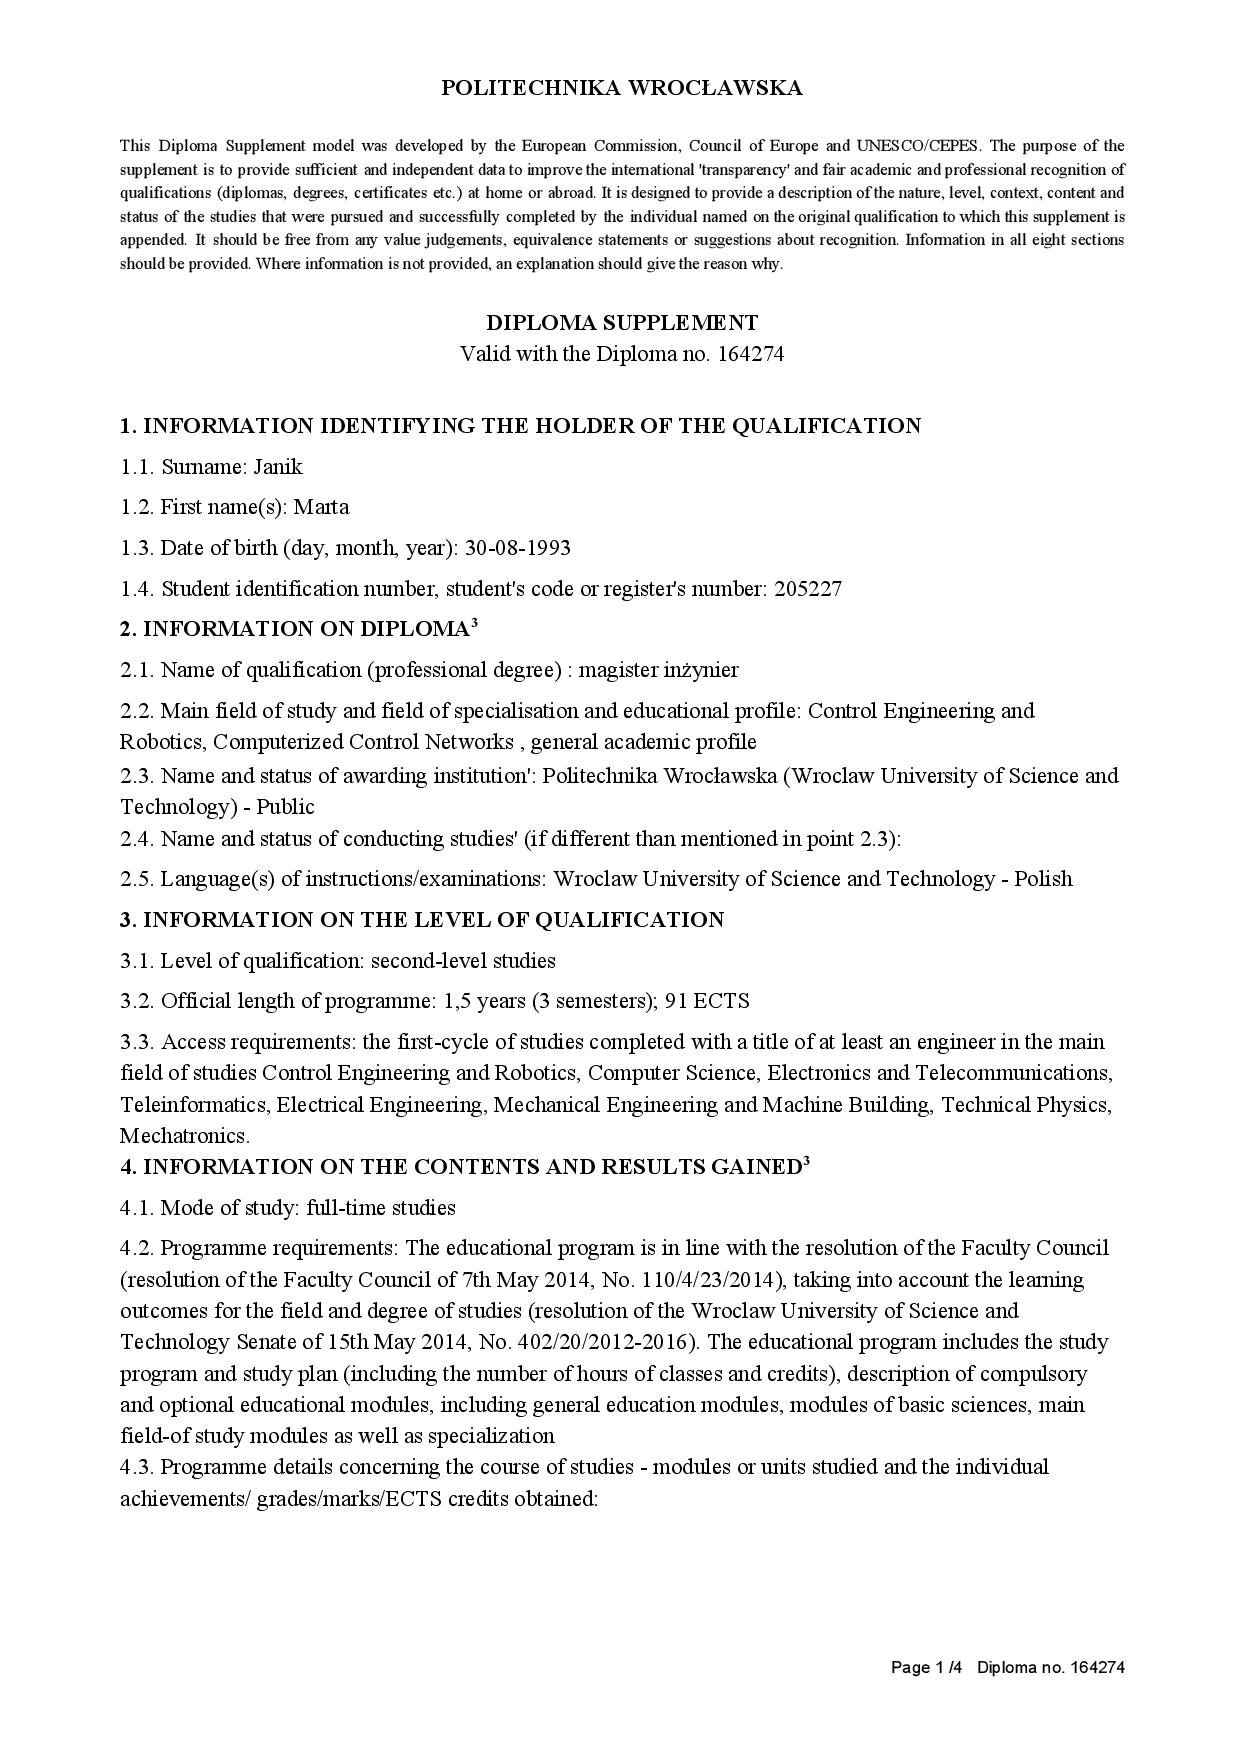 POLITECHNIKA WROCŁAWSKA
This Diploma Supplement model was developed by the European Commission, Council of Europe and UNESCO/CEPES. The purpose of the
supplement is to provide sufficient and independent data to improve the international 'transparency' and fair academic and professional recognition of
qualifications (diplomas, degrees, certificates etc.) at home or abroad. It is designed to provide a description of the nature, level, context, content and
status of the studies that were pursued and successfully completed by the individual named on the original qualification to which this supplement is
appended. It should be free from any value judgements, equivalence statements or suggestions about recognition. Information in all eight sections
should be provided. Where information is not provided, an explanation should give the reason why.
DIPLOMA SUPPLEMENT
Valid with the Diploma no. 164274
1. INFORMATION IDENTIFYING THE HOLDER OF THE QUALIFICATION
1.1. Surname: Janik
1.2. First name(s): Marta
1.3. Date of birth (day, month, year): 30-08-1993
1.4. Student identification number, student's code or register's number: 205227
2. INFORMATION ON DIPLOMA³
2.1. Name of qualification (professional degree) : magister inżynier
2.2. Main field of study and field of specialisation and educational profile: Control Engineering and
Robotics, Computerized Control Networks , general academic profile
2.3. Name and status of awarding institution': Politechnika Wrocławska (Wroclaw University of Science and
Technology) - Public
2.4. Name and status of conducting studies' (if different than mentioned in point 2.3):
2.5. Language(s) of instructions/examinations: Wroclaw University of Science and Technology - Polish
3. INFORMATION ON THE LEVEL OF QUALIFICATION
3.1. Level of qualification: second-level studies
3.2. Official length of programme: 1,5 years (3 semesters); 91 ECTS
3.3. Access requirements: the first-cycle of studies completed with a title of at least an engineer in the main
field of studies Control Engineering and Robotics, Computer Science, Electronics and Telecommunications,
Teleinformatics, Electrical Engineering, Mechanical Engineering and Machine Building, Technical Physics,
Mechatronics.
4. INFORMATION ON THE CONTENTS AND RESULTS GAINED³
4.1. Mode of study: full-time studies
4.2. Programme requirements: The educational program is in line with the resolution of the Faculty Council
(resolution of the Faculty Council of 7th May 2014, No. 110/4/23/2014), taking into account the learning
outcomes for the field and degree of studies (resolution of the Wroclaw University of Science and
Technology Senate of 15th May 2014, No. 402/20/2012-2016). The educational program includes the study
program and study plan (including the number of hours of classes and credits), description of compulsory
and optional educational modules, including general education modules, modules of basic sciences, main
field-of study modules as well as specialization
4.3. Programme details concerning the course of studies - modules or units studied and the individual
achievements/ grades/marks/ECTS credits obtained:
Page 1 /4 Diploma no. 164274